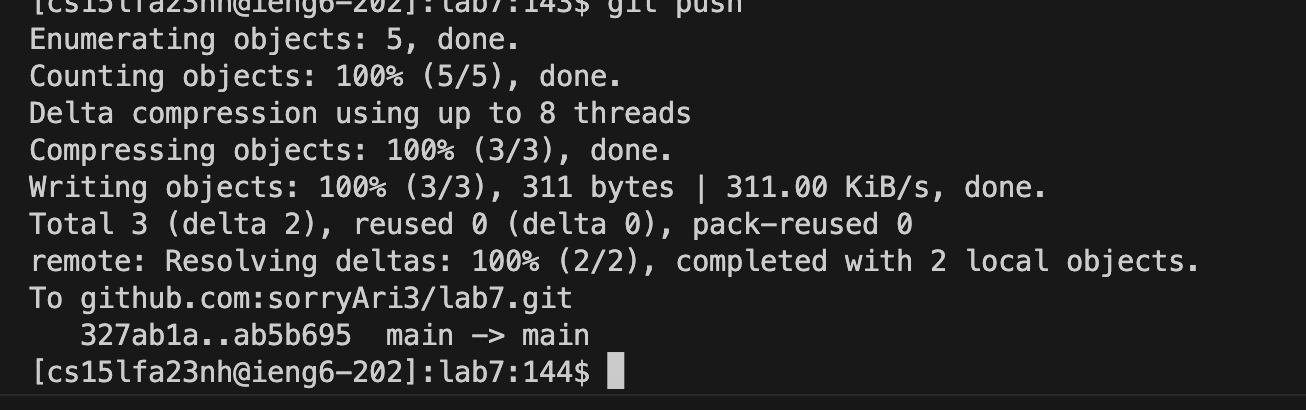 [cs15lfa23nh@ieng6-202]:lab7:143$ git push
Enumerating objects: 5, done.
Counting objects: 100% (5/5), done.
Delta compression using up to 8 threads
Compressing objects: 100% (3/3), done.
Writing objects: 100% (3/3), 311 bytes | 311.00 KiB/s, done.
Total 3 (delta 2), reused 0 (delta 0), pack-reused 0
remote: Resolving deltas: 100% (2/2), completed with 2 local objects.
To github.com:sorryAri3/lab7.git
   327ab1a..ab5b695  main -> main
[cs15lfa23nh@ieng6-202]:lab7:144$